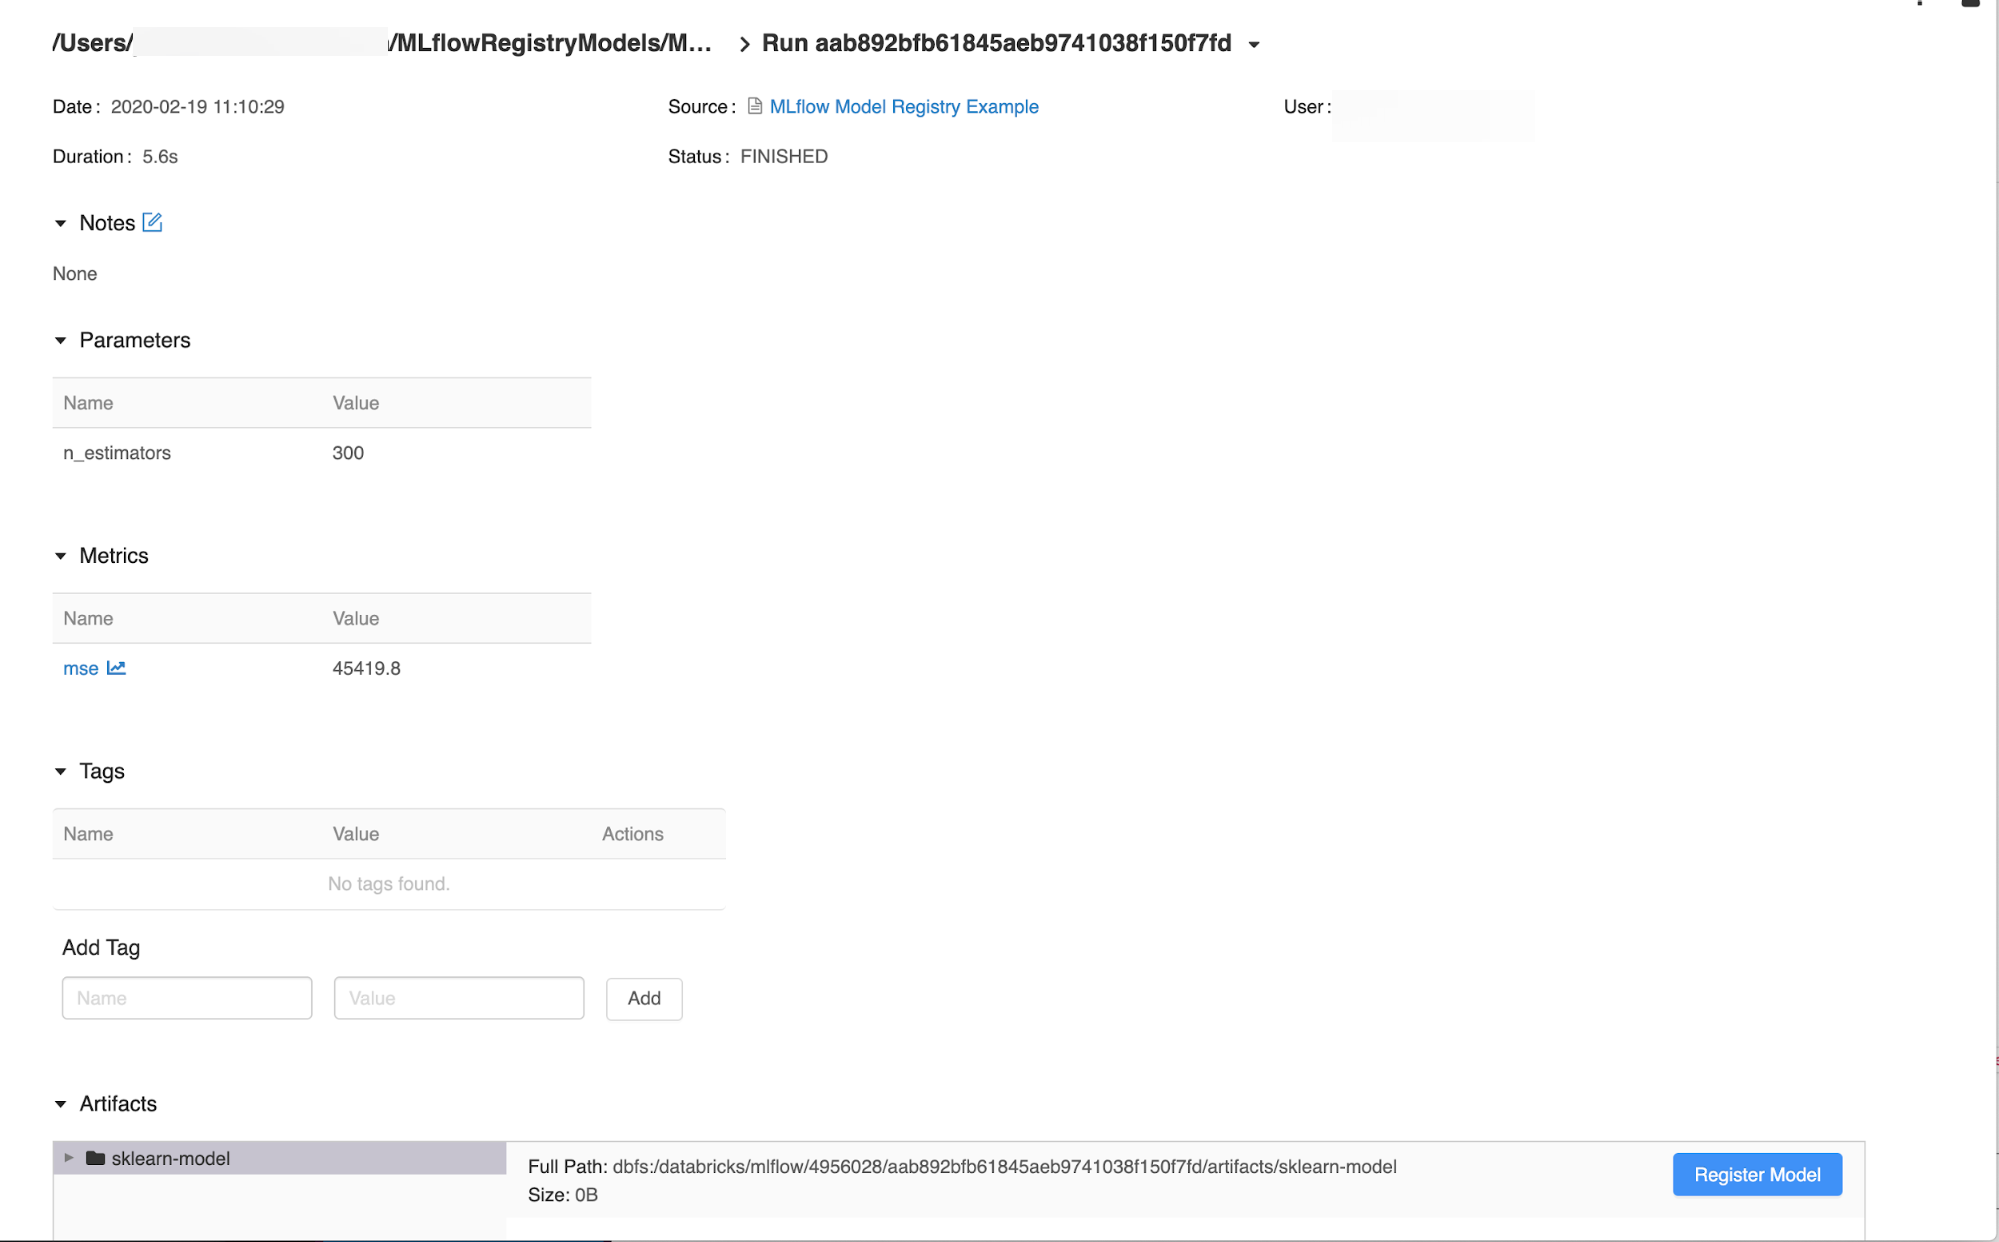 /Users/ /MLflowRegistryModels/M... > Run aab892bfb61845aeb9741038f150f7fd
Date: 2020-02-19 11:10:29 Source: MLflow Model Registry Example User:
Duration: 5.6s Status: FINISHED
Notes
None
Parameters
Name Value
n_estimators 300
Metrics
Name Value
mse 45419.8
Tags
Name Value Actions
No tags found.
Add Tag
Name Value Add
Artifacts
sklearn-model
Full Path: dbfs:/databricks/mlflow/4956028/aab892bfb61845aeb9741038f150f7fd/artifacts/sklearn-model
Register Model
Size: 0B